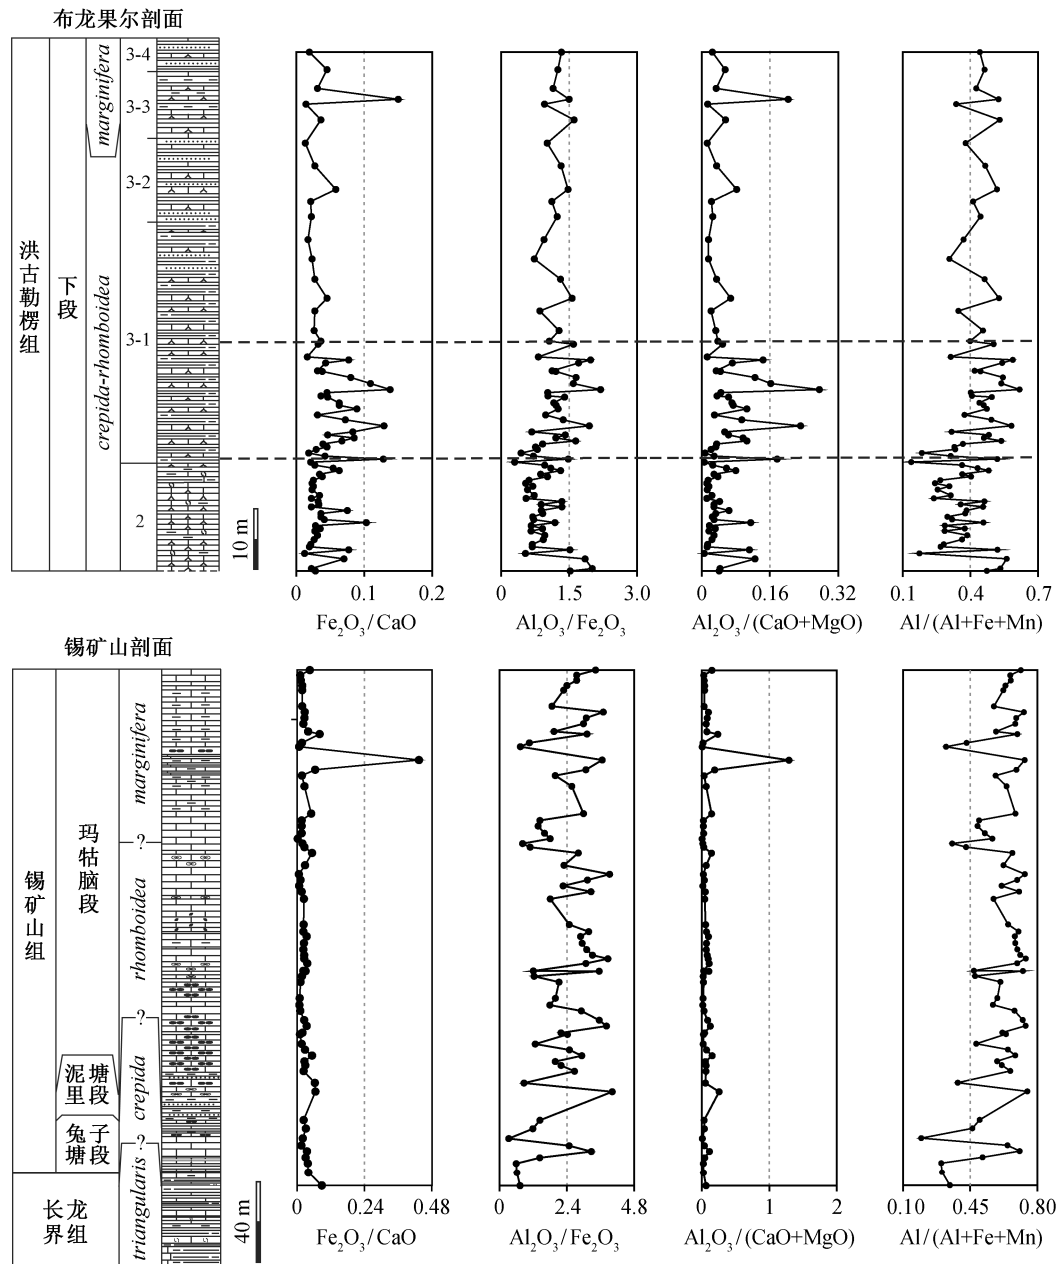 布龙果尔剖面
洪古勒楞组
下段
marginifera
crepida-rhomboidea
3-4
3-3
3-2
3-1
2
10 m
0 0.1 0.2
Fe₂O₃/CaO
0 1.5 3.0
Al₂O₃/Fe₂O₃
0 0.16 0.32
Al₂O₃/(CaO+MgO)
0.1 0.4 0.7
Al/(Al+Fe+Mn)
锡矿山剖面
锡矿山组
长龙界组
玛牯脑段
泥塘里段
兔子塘段
marginifera
?
rhomboidea
?
crepida
?
triangularis
40 m
0 0.24 0.48
Fe₂O₃/CaO
0 2.4 4.8
Al₂O₃/Fe₂O₃
0 1 2
Al₂O₃/(CaO+MgO)
0.10 0.45 0.80
Al/(Al+Fe+Mn)